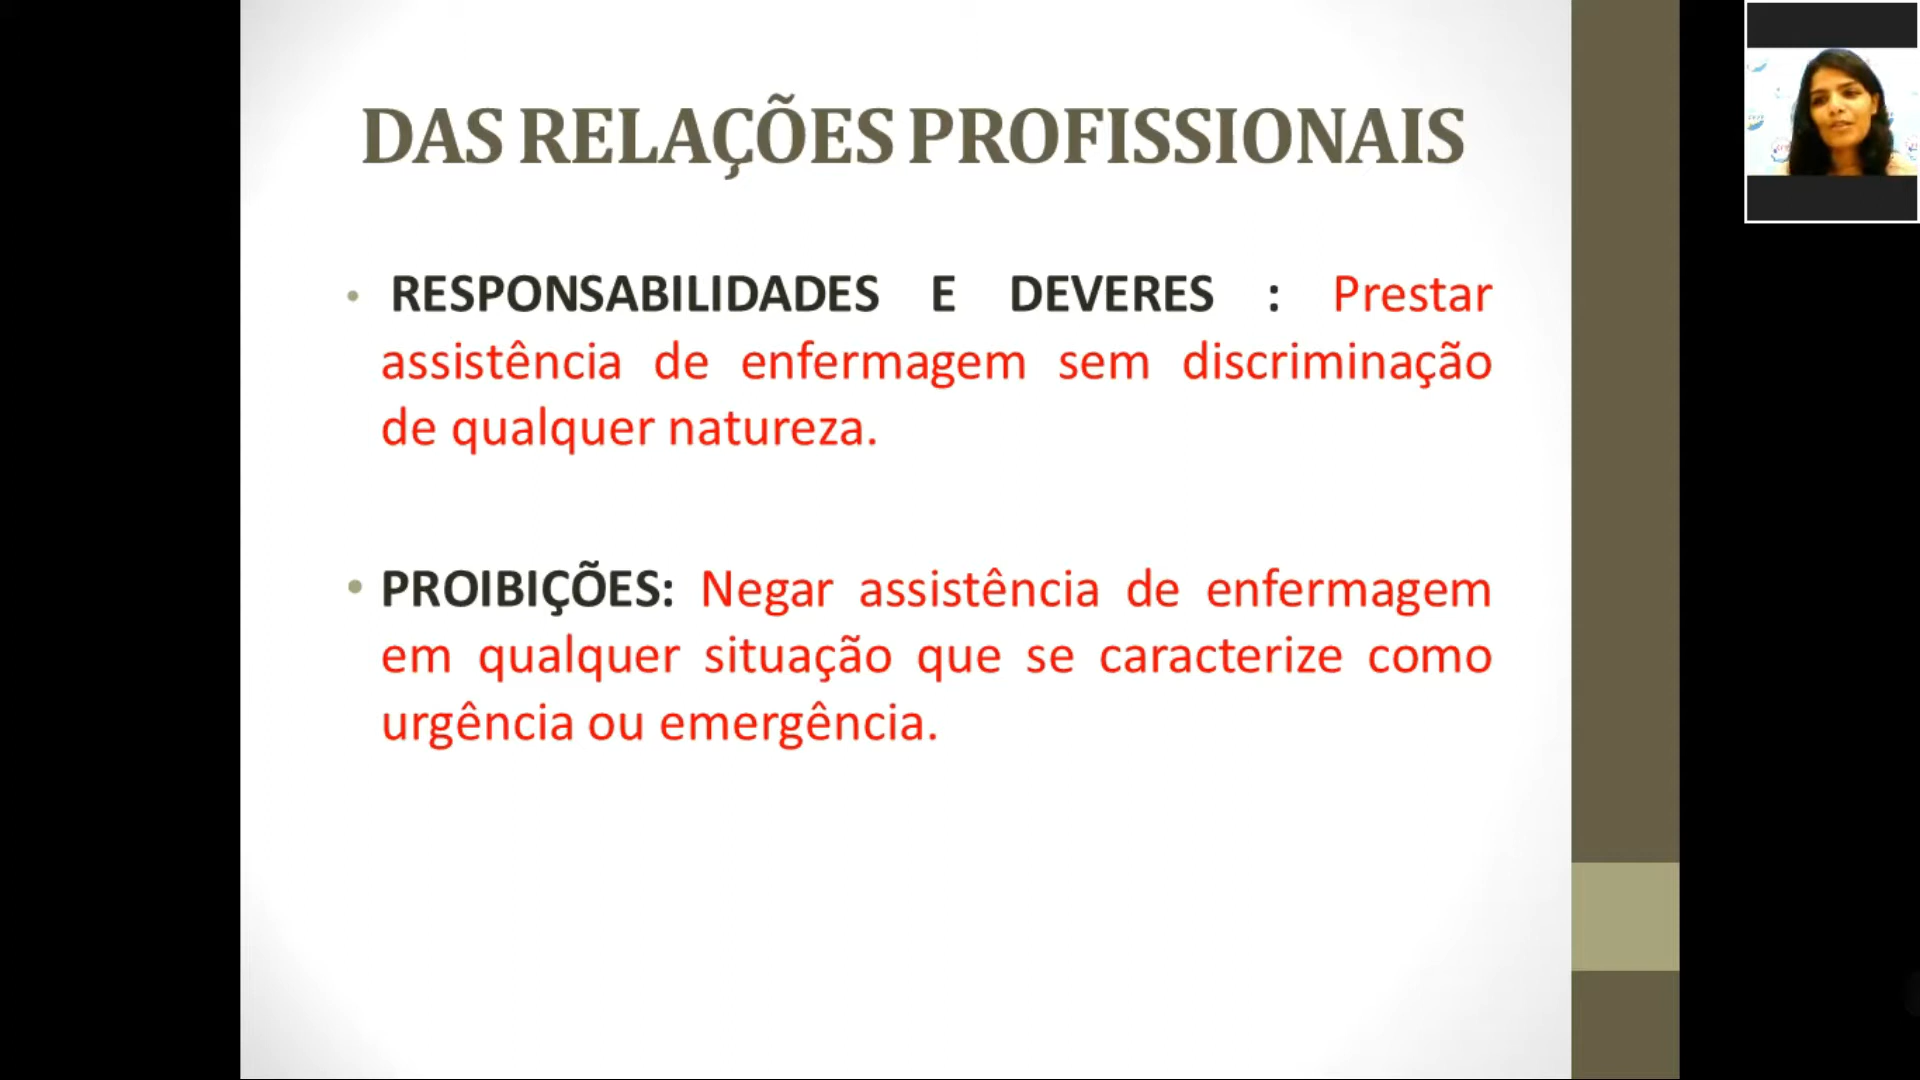 DAS RELAÇÕES PROFISSIONAIS
• RESPONSABILIDADES E DEVERES : Prestar
assistência de enfermagem sem discriminação
de qualquer natureza.
• PROIBIÇÕES: Negar assistência de enfermagem
em qualquer situação que se caracterize como
urgência ou emergência.